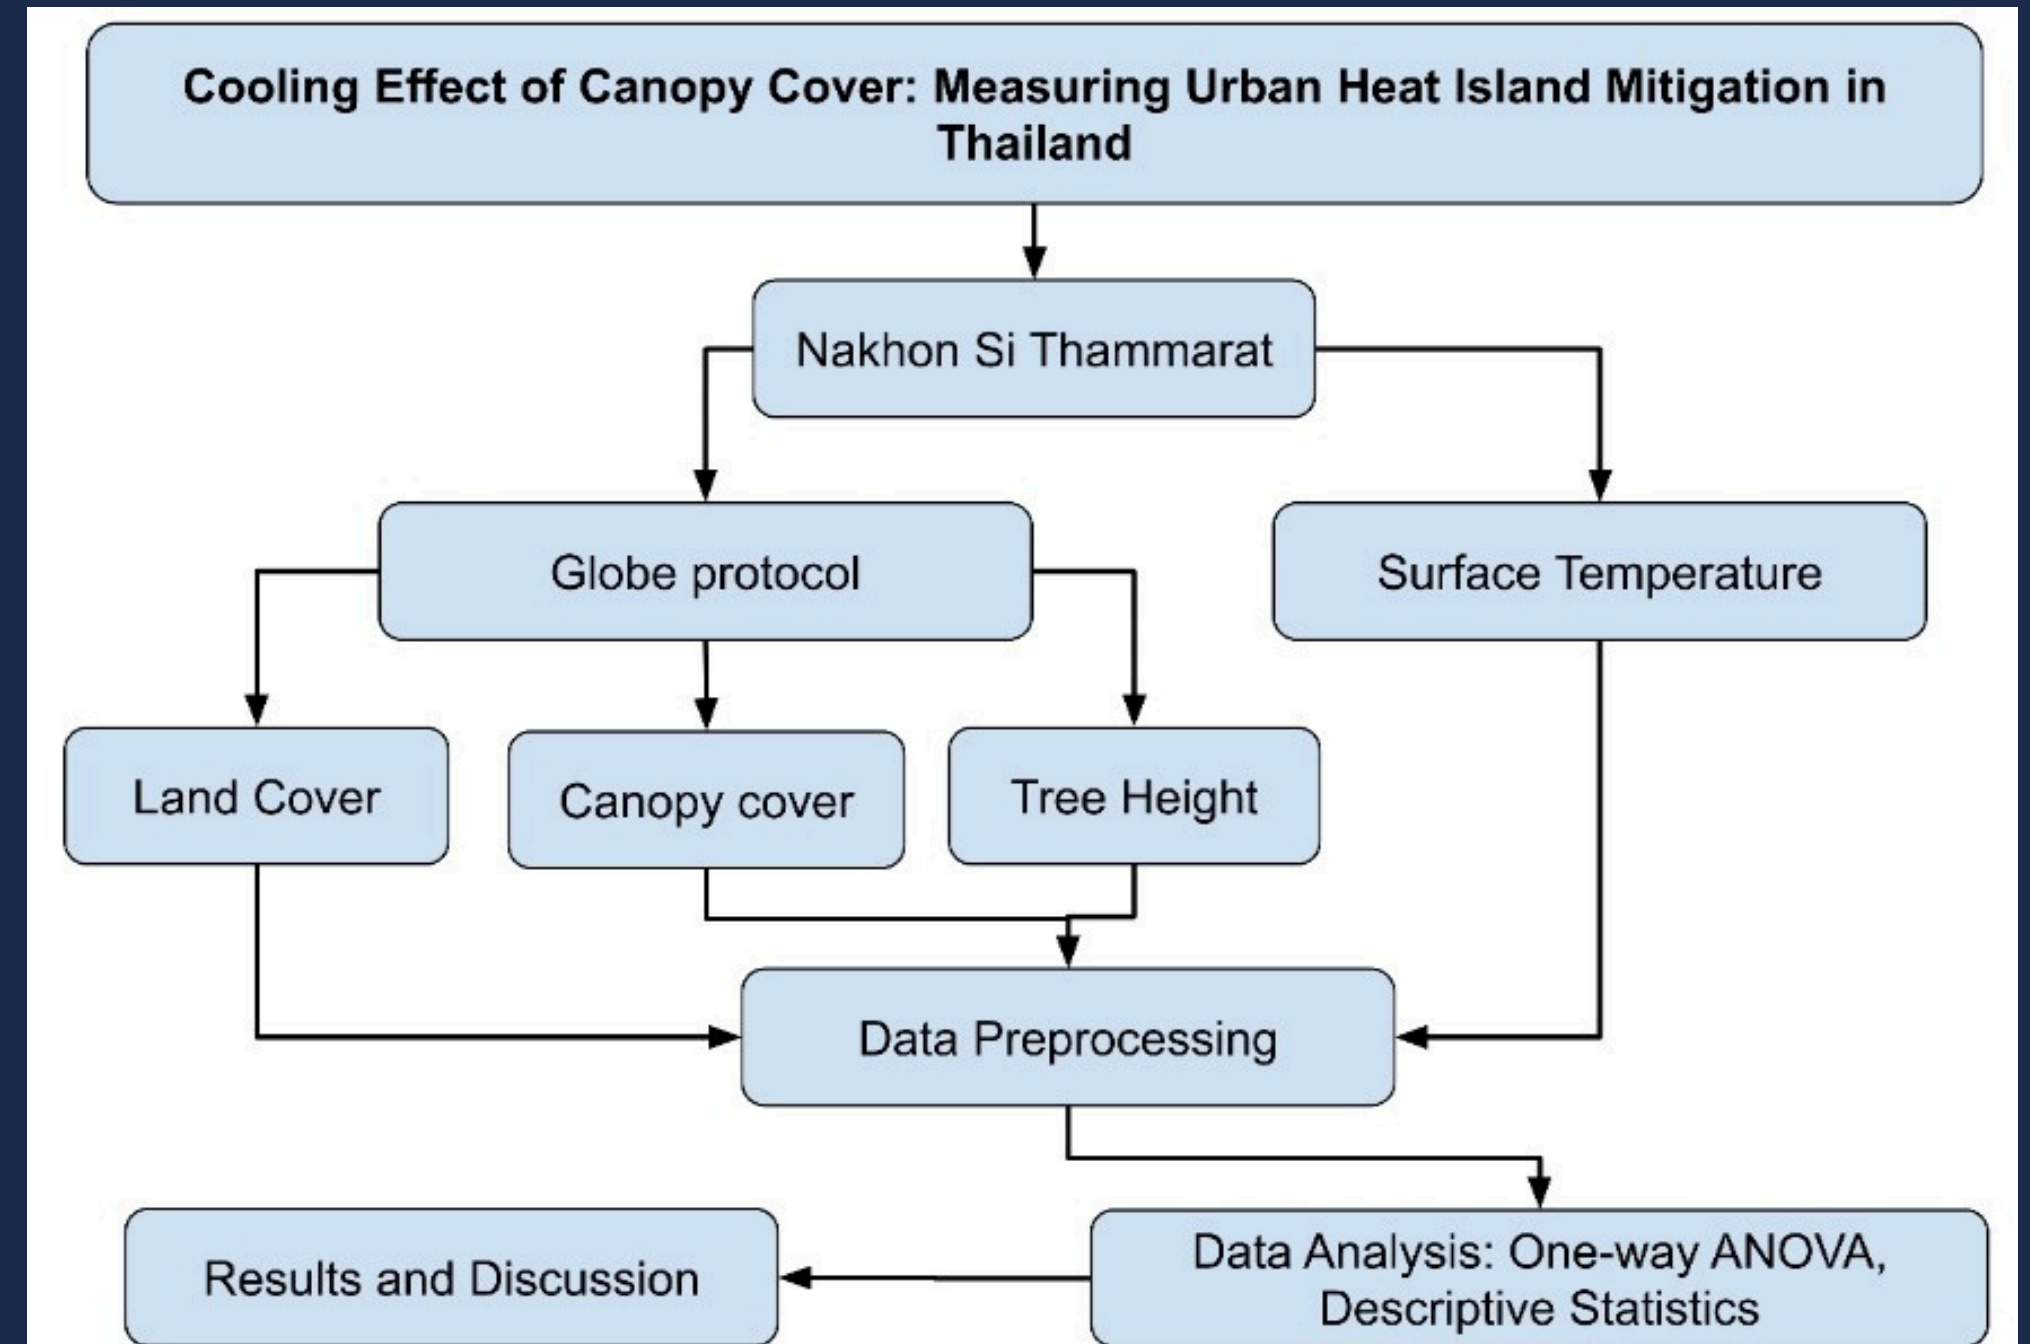 Cooling Effect of Canopy Cover: Measuring Urban Heat Island Mitigation in
Thailand
Nakhon Si Thammarat
Globe protocol
Surface Temperature
Land Cover
Canopy cover
Tree Height
Data Preprocessing
Results and Discussion
Data Analysis: One-way ANOVA,
Descriptive Statistics